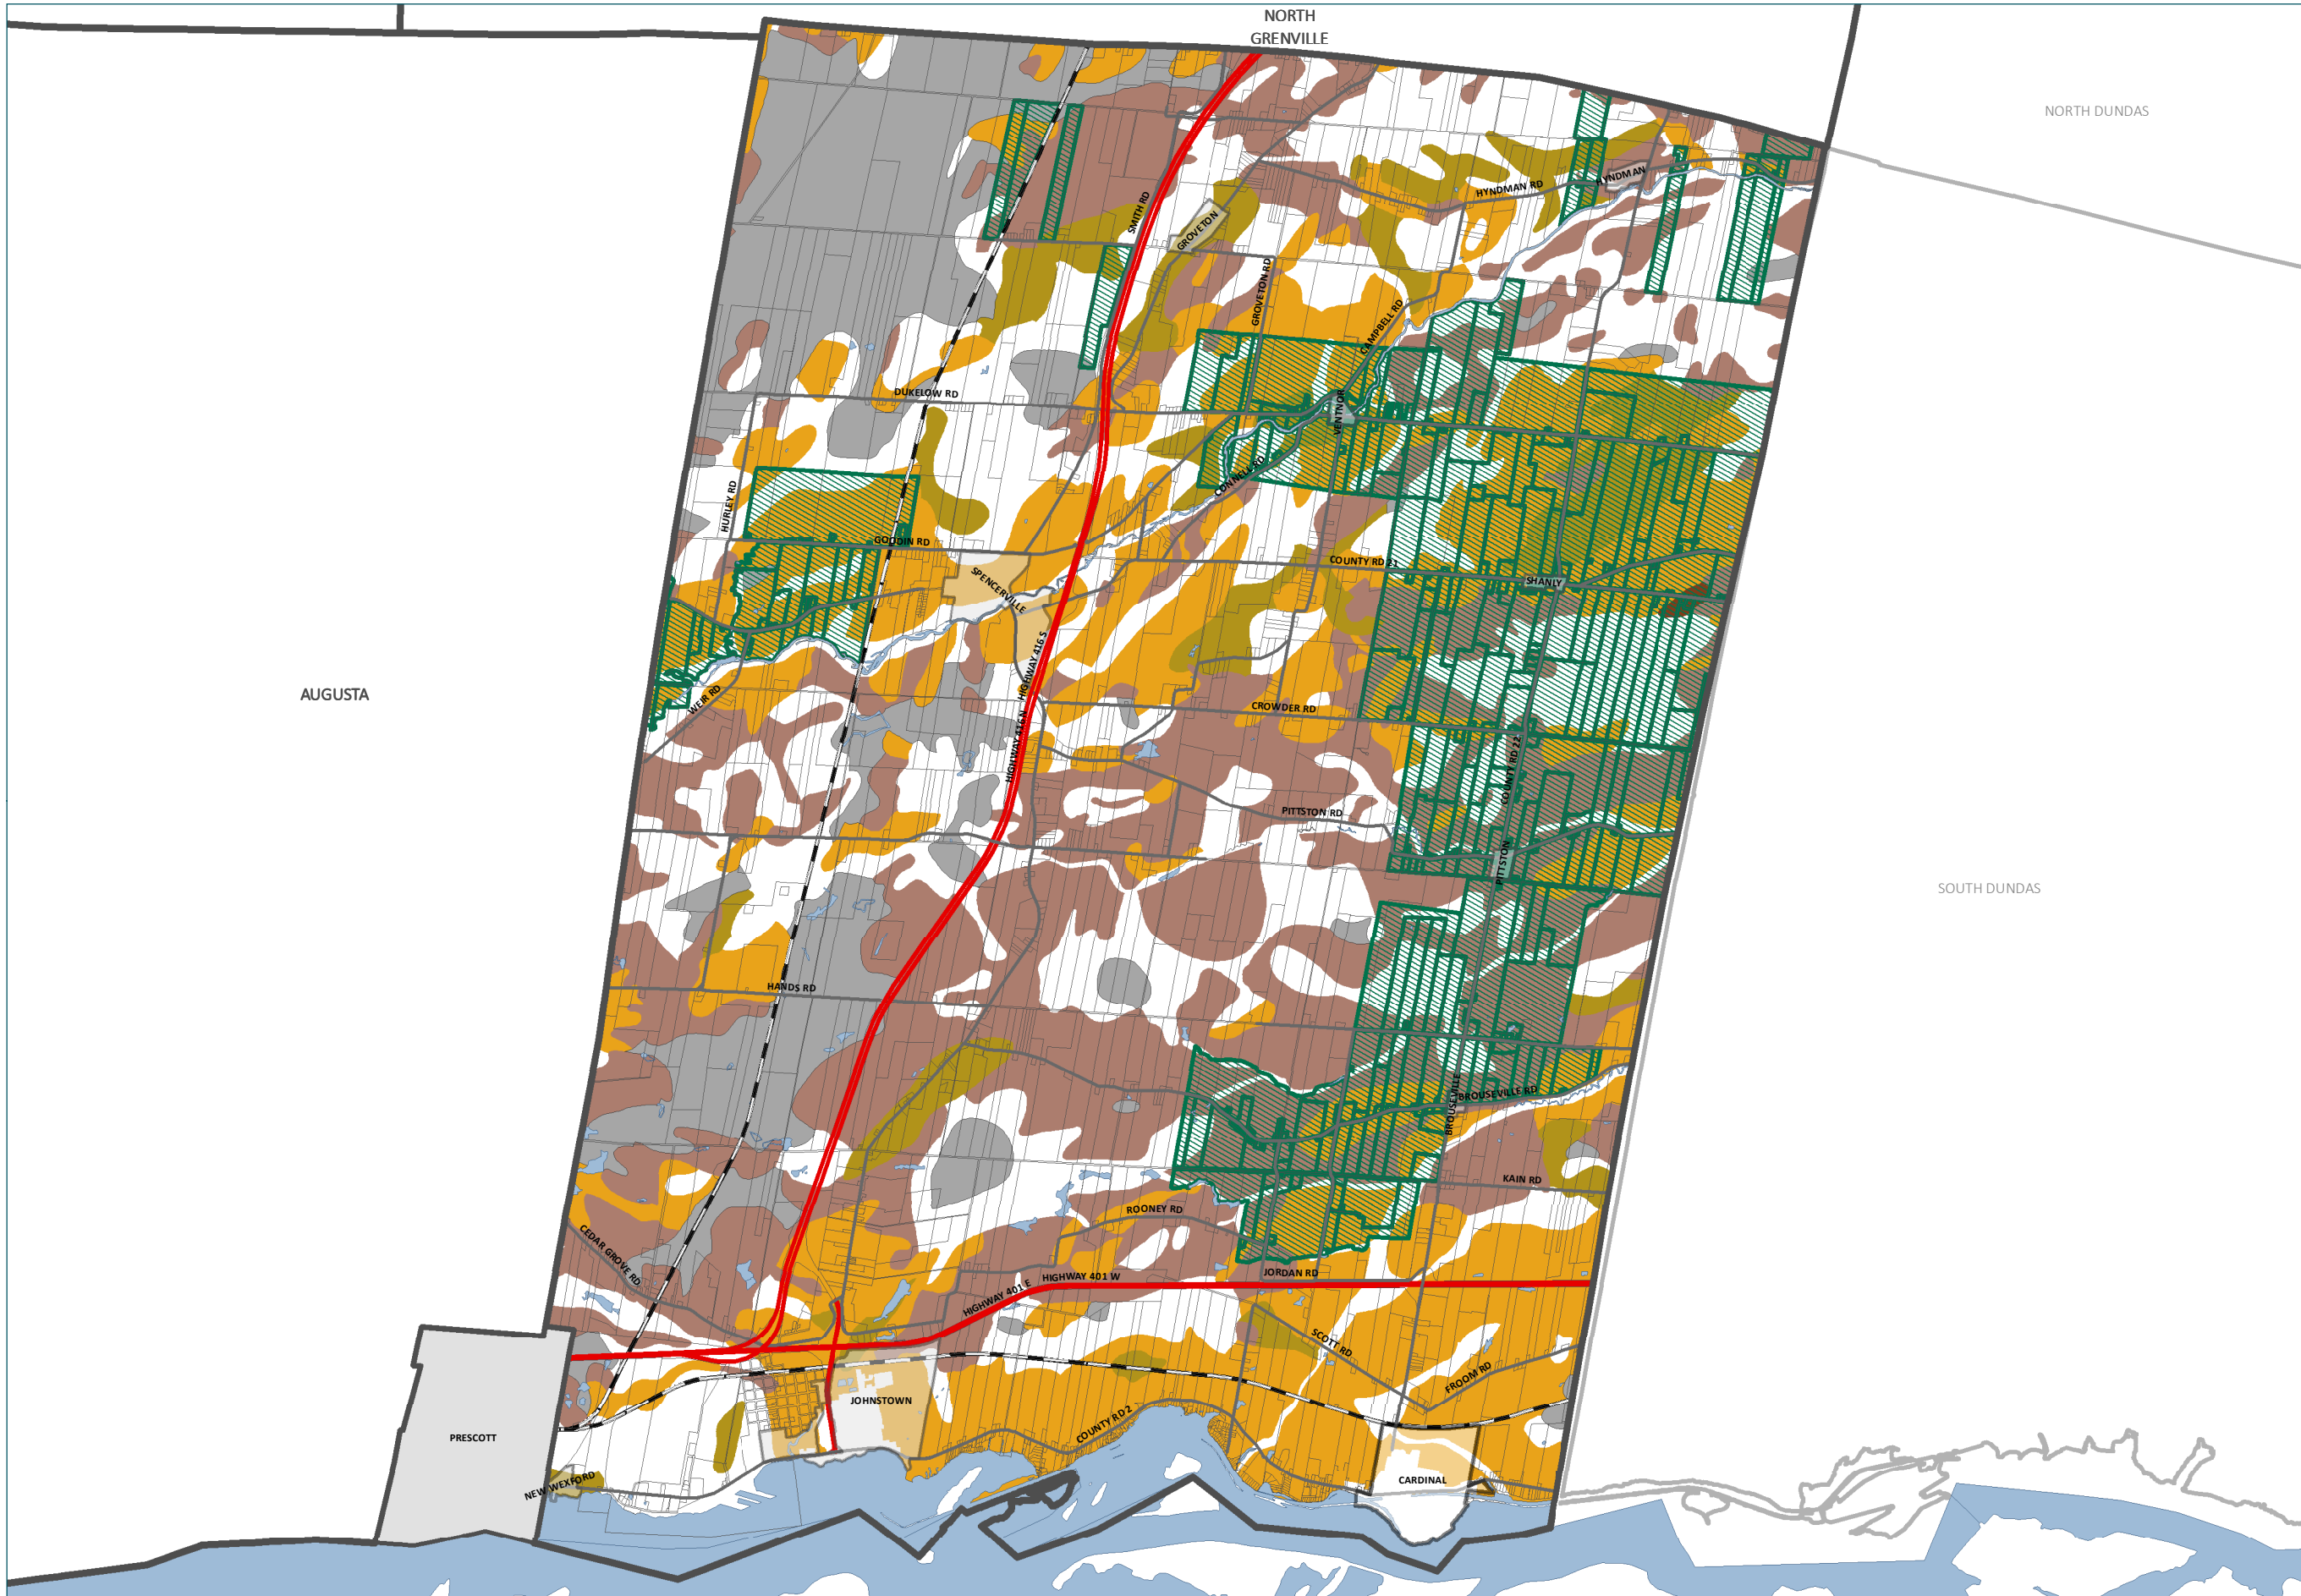 NORTH
GRENVILLE
NORTH DUNDAS
HYNDMAN
HYNDMAN RD
SMITH RD
GROVETON
GROVETON RD
CAMPBELL RD
DUKELOW RD
VENTNOR
CONNELL RD
HURLEY RD
GODDIN RD
COUNTY RD 21
SPENCERVILLE
SHANLY
HIGHWAY 416 S
AUGUSTA
WEIR RD
CROWDER RD
HIGHWAY 416 N
COUNTY RD 22
PITTSTON RD
PITTSTON
SOUTH DUNDAS
HANDS RD
BROUSEVILLE RD
BROUSEVILLE
KAIN RD
ROONEY RD
CEDAR GROVE RD
JORDAN RD
HIGHWAY 401 W
HIGHWAY 401 E
SCOTT RD
FROOM RD
JOHNSTOWN
COUNTY RD 2
PRESCOTT
CARDINAL
NEW WEXFORD